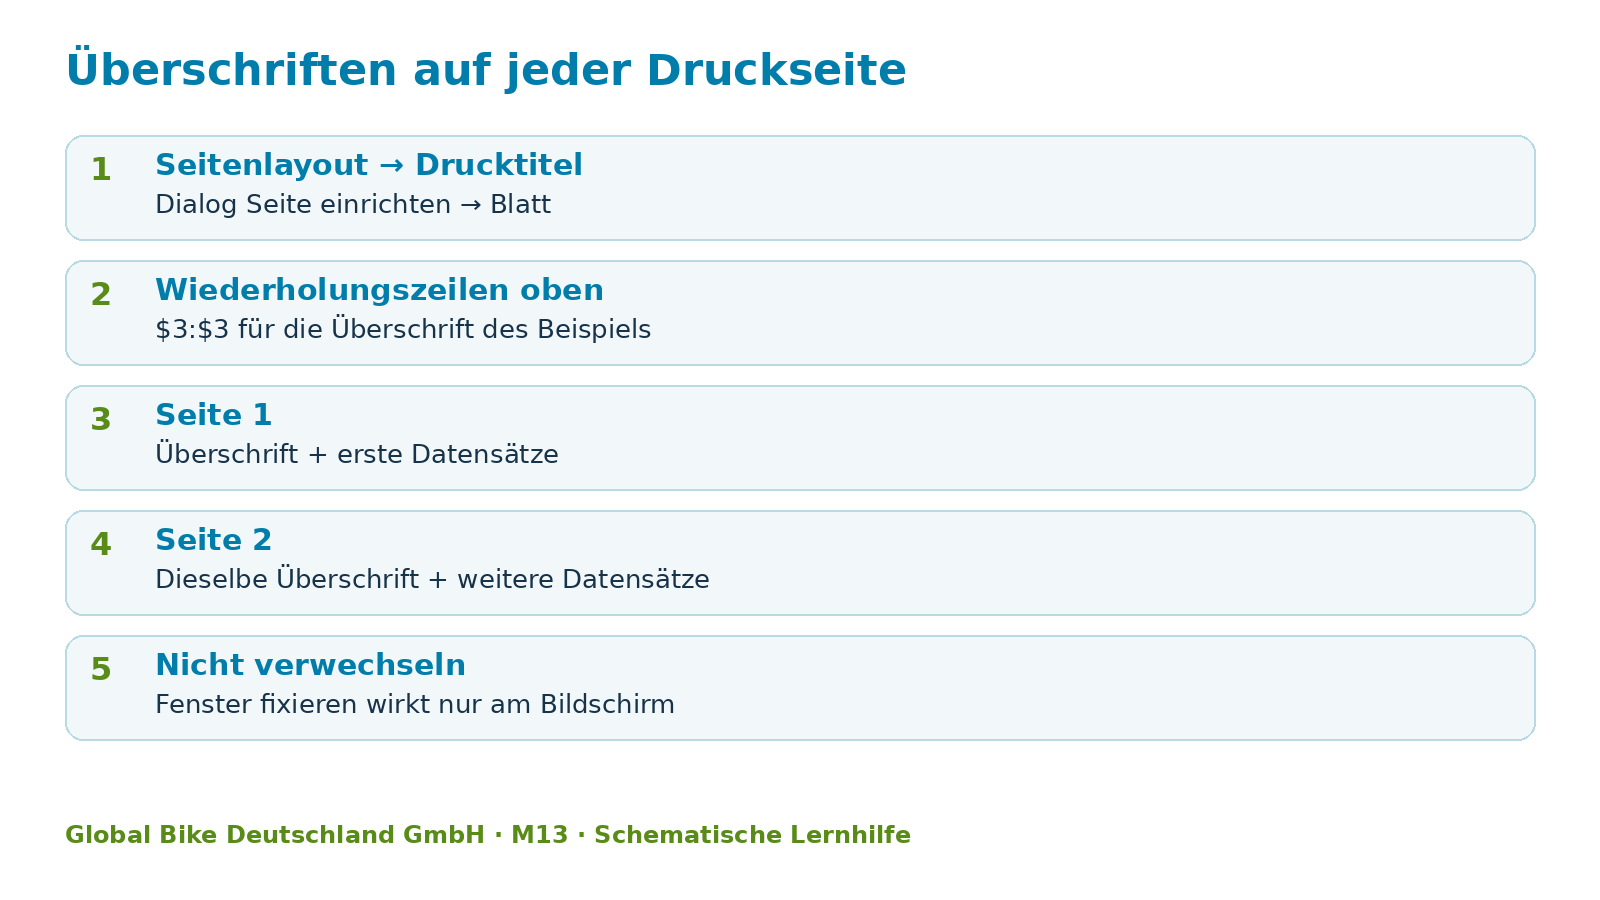 Überschriften auf jeder Druckseite
1
Seitenlayout → Drucktitel
Dialog Seite einrichten → Blatt
2
Wiederholungszeilen oben
$3:$3 für die Überschrift des Beispiels
3
Seite 1
Überschrift + erste Datensätze
4
Seite 2
Dieselbe Überschrift + weitere Datensätze
5
Nicht verwechseln
Fenster fixieren wirkt nur am Bildschirm
Global Bike Deutschland GmbH · M13 · Schematische Lernhilfe